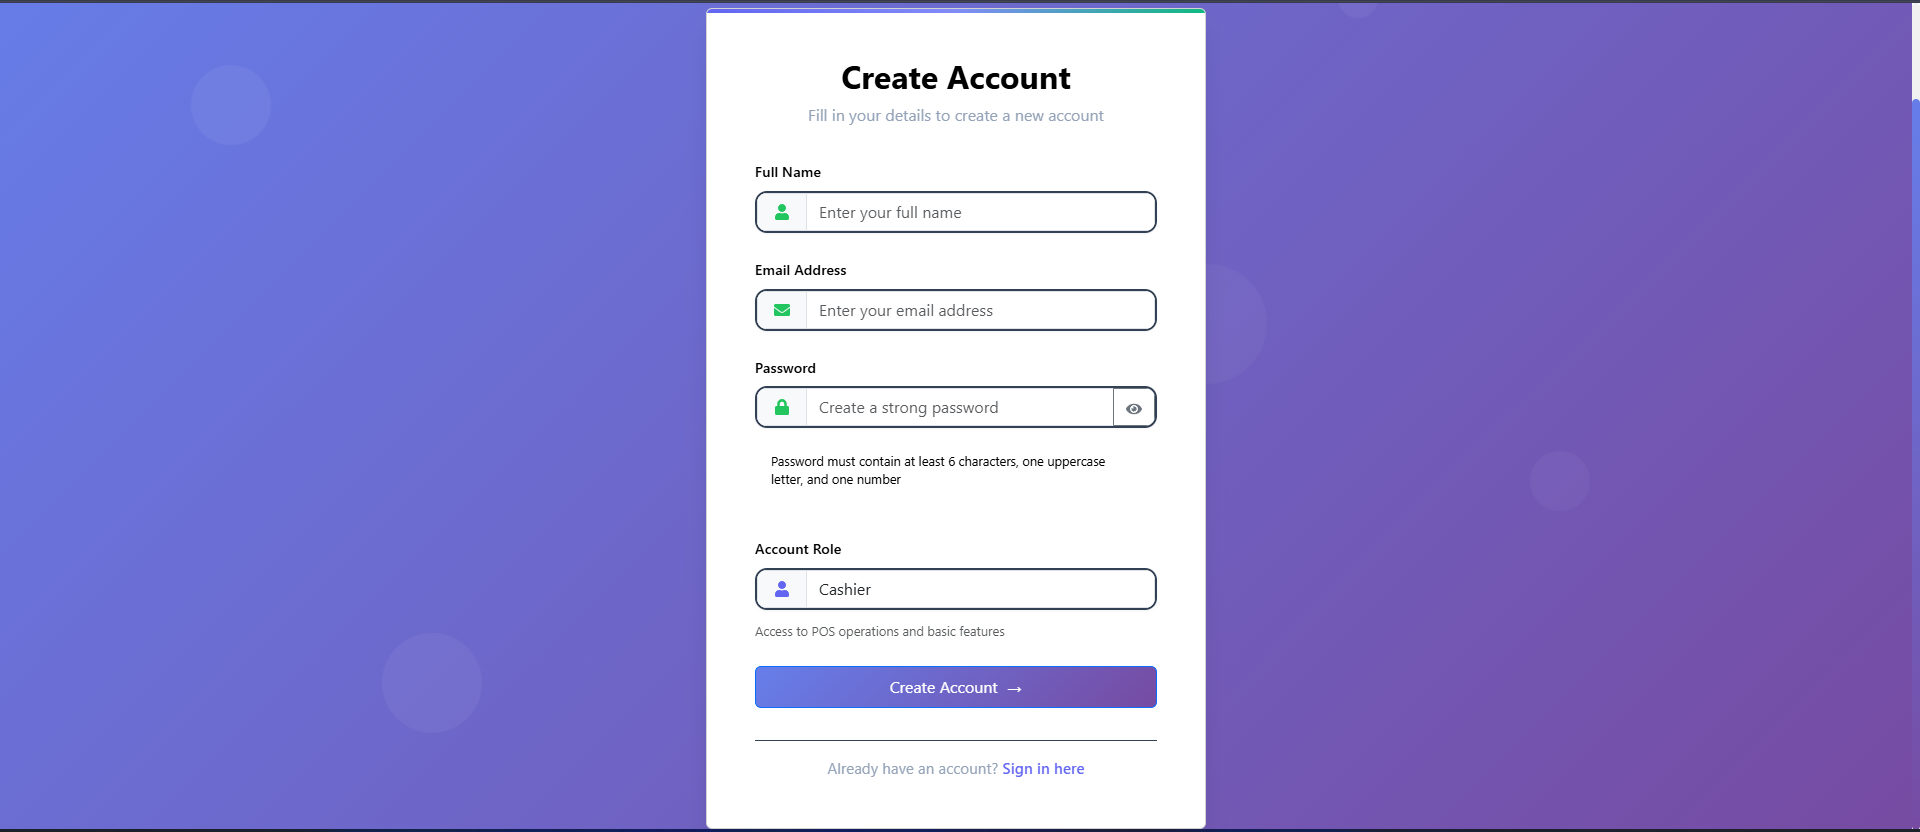 Create Account
Fill in your details to create a new account
Full Name
Enter your full name
Email Address
Enter your email address
Password
Create a strong password
Password must contain at least 6 characters, one uppercase
letter, and one number
Account Role
Cashier
Access to POS operations and basic features
Create Account →
Already have an account? Sign in here